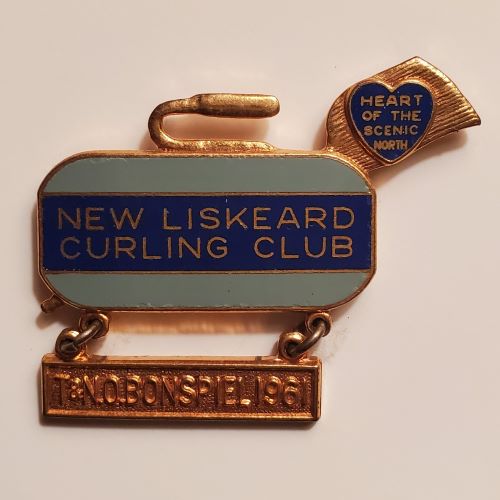 HEART
OF THE
SCENIC
NORTH
NEW LISKEARD
CURLING CLUB
T&N.O.BONSPIEL 1961